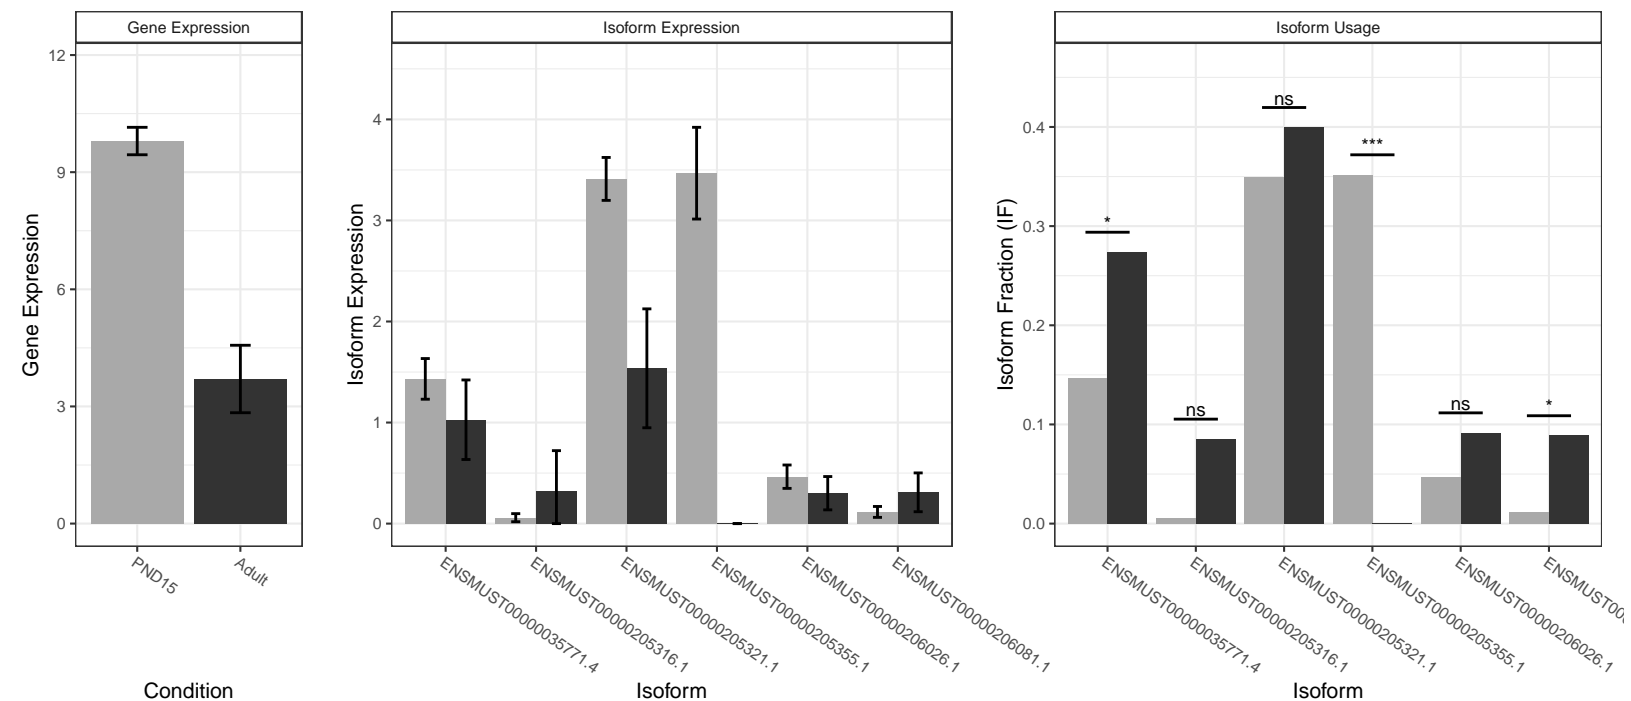 Gene Expression
Isoform Expression
Isoform Usage
Gene Expression
12
9
6
3
0
PND15
Adult
Condition
Isoform Expression
4
3
2
1
0
ENSMUST00000035771.4
ENSMUST00000205316.1
ENSMUST00000205321.1
ENSMUST00000205355.1
ENSMUST00000206026.1
ENSMUST00000206081.1
Isoform
Isoform Fraction (IF)
0.4
0.3
0.2
0.1
0.0
*
ns
ns
***
ns
*
ENSMUST00000035771.4
ENSMUST00000205316.1
ENSMUST00000205321.1
ENSMUST00000205355.1
ENSMUST00000206026.1
Isoform